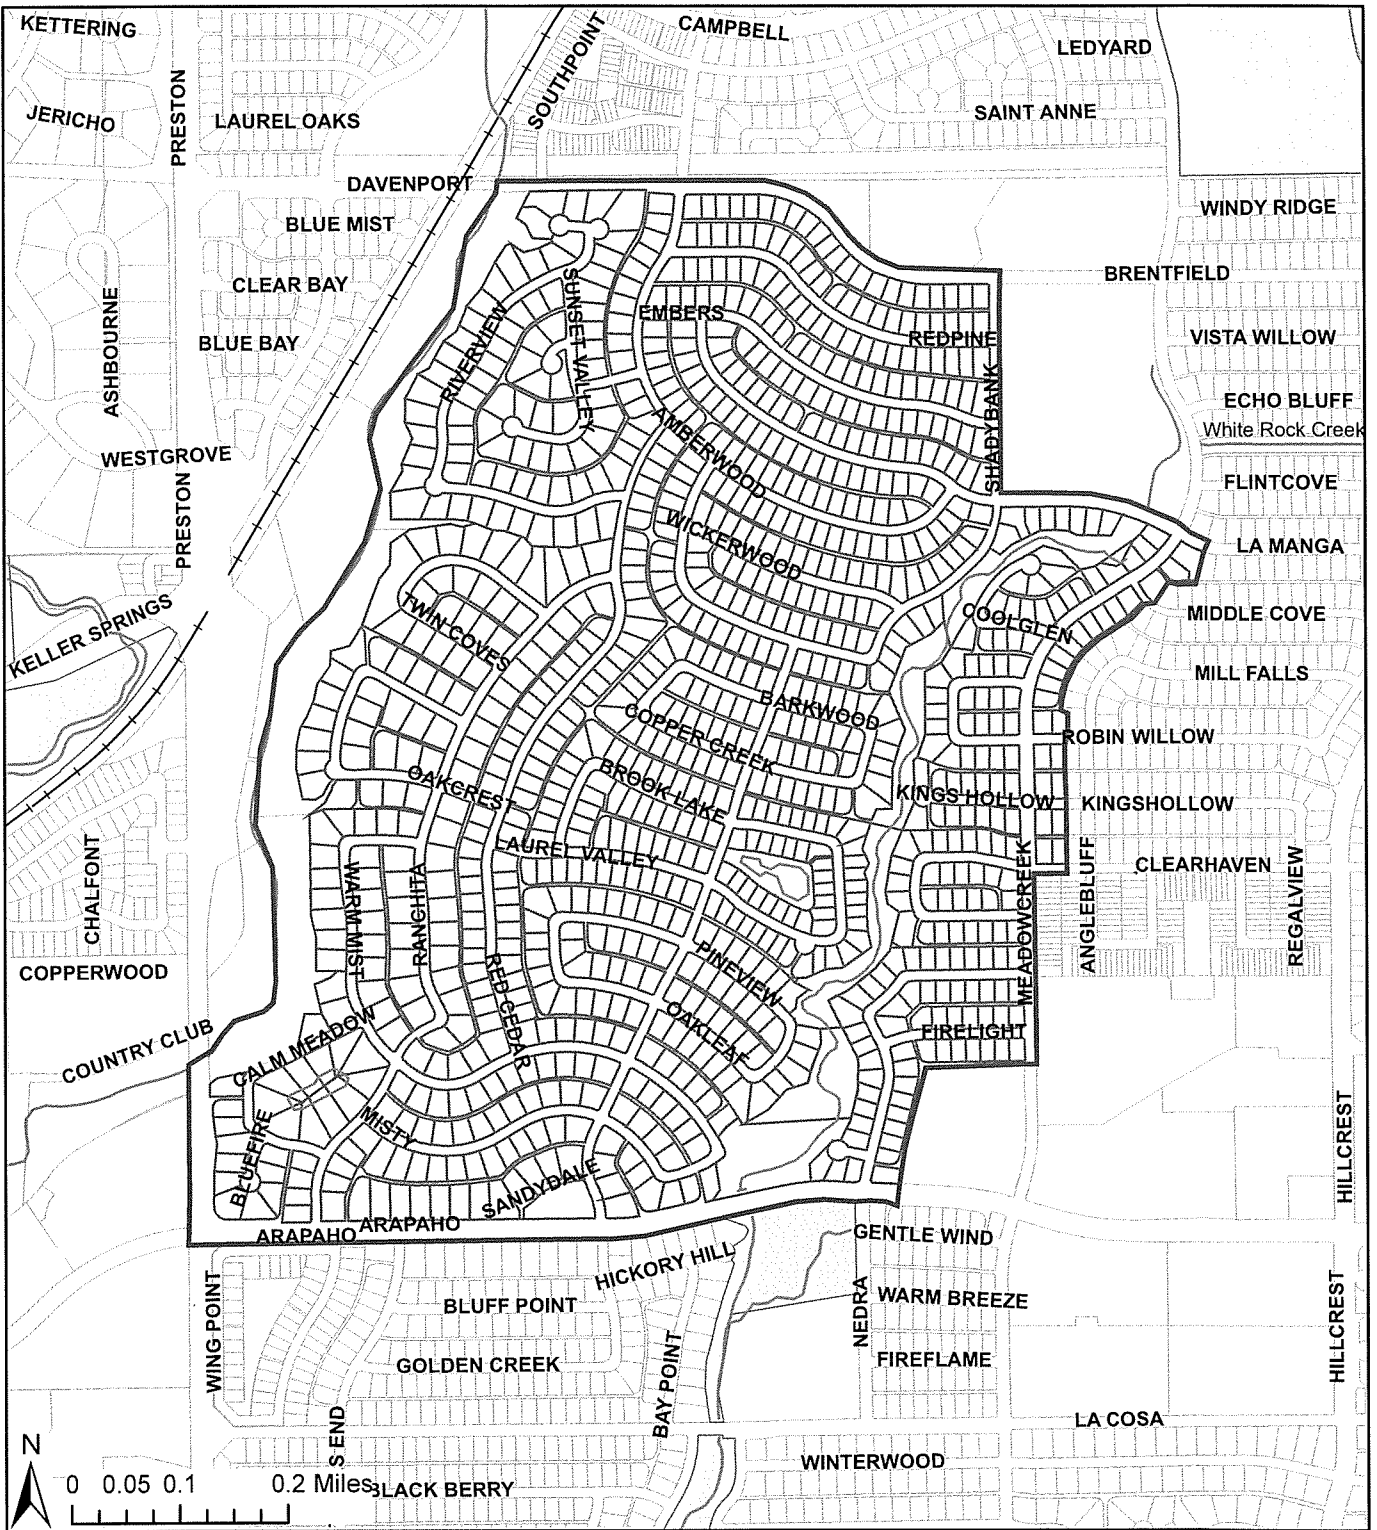 KETTERING
CAMPBELL
LEDYARD
SOUTHPOINT
JERICHO
PRESTON
LAUREL OAKS
SAINT ANNE
DAVENPORT
WINDY RIDGE
BLUE MIST
BRENTFIELD
CLEAR BAY
SUNSET VALLEY
EMBERS
REDPINE
VISTA WILLOW
ASHBOURNE
BLUE BAY
RIVERVIEW
SHADYBANK
ECHO BLUFF
White Rock Creek
AMBERWOOD
WESTGROVE
FLINTCOVE
PRESTON
WICKERWOOD
LA MANGA
KELLER SPRINGS
TWIN COVES
COOLGLEN
MIDDLE COVE
MILL FALLS
BARKWOOD
COPPER CREEK
ROBIN WILLOW
OAKCREST
BROOK LAKE
KINGS HOLLOW
KINGSHOLLOW
LAUREL VALLEY
CLEARHAVEN
CHALFONT
WARM MIST
RANCHITA
MEADOWCREEK
ANGLEBLUFF
REGALVIEW
COPPERWOOD
RED CEDAR
PINEVIEW
OAKLEAF
FIRELIGHT
COUNTRY CLUB
CALM MEADOW
MISTY
BLUEFIRE
SANDYDALE
HILLCREST
ARAPAHO
ARAPAHO
GENTLE WIND
HICKORY HILL
WING POINT
BLUFF POINT
NEDRA
WARM BREEZE
HILLCREST
GOLDEN CREEK
BAY POINT
FIREFLAME
S END
LA COSA
N
WINTERWOOD
0 0.05 0.1 0.2 Miles
BLACK BERRY